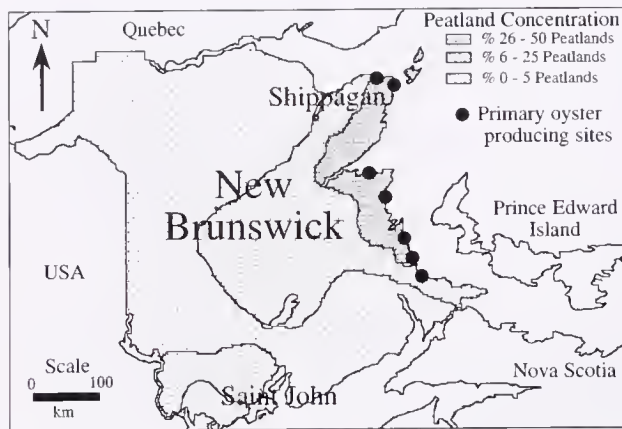 N
Quebec
Peatland Concentration
% 26 - 50 Peatlands
% 6 - 25 Peatlands
% 0 - 5 Peatlands
Shippagan
Primary oyster
producing sites
New
Brunswick
Prince Edward
Island
USA
Scale
0 100
km
Saint John
Nova Scotia